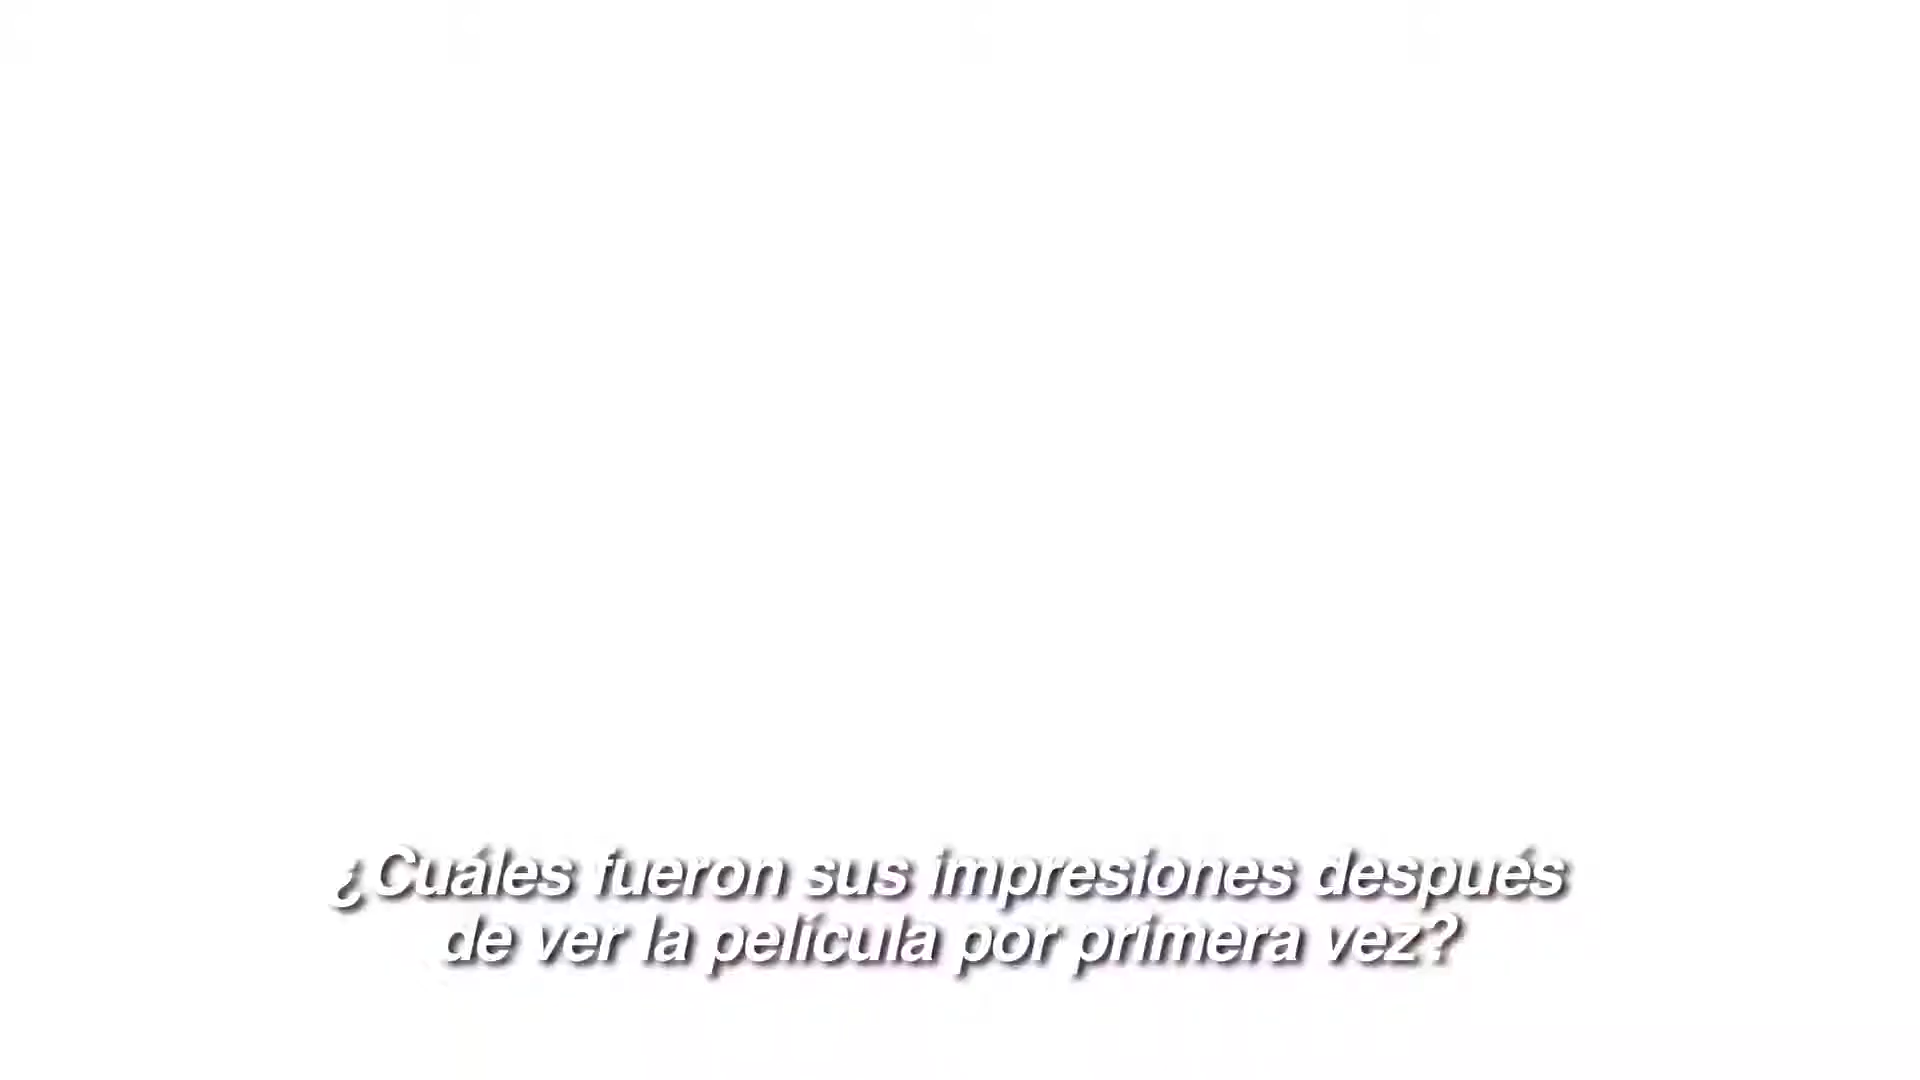 ¿Cuáles fueron sus impresiones después
de ver la película por primera vez?